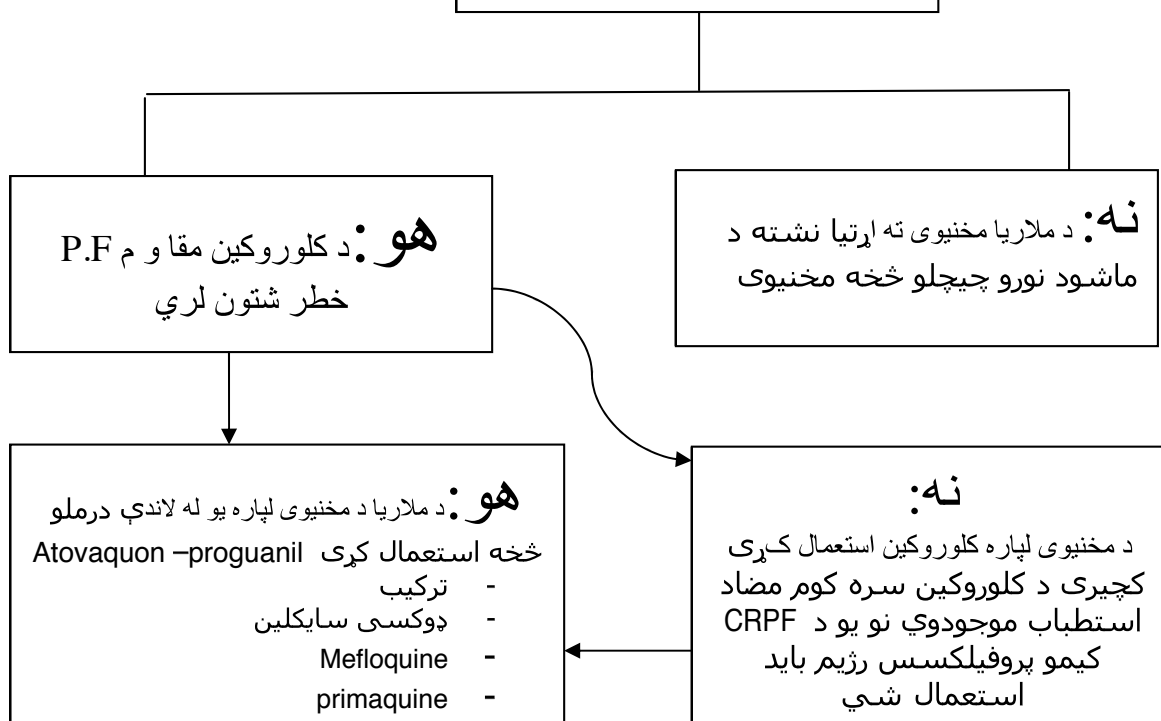 هو: د کلوروکین مقا و م P.F
خطر شتون لري
نه: د ملاریا مخنیوی ته اړتیا نشته د
ماشود نورو چیچلو څخه مخنیوی
هو: د ملاریا د مخنیوی لپاره یو له لاندې درملو
څخه استعمال کړی Atovaquon –proguanil
- ترکیب
- ډوکسی سایکلین
- Mefloquine
- primaquine
نه:
د مخنیوی لپاره کلوروکین استعمال کړی
کچیری د کلوروکین سره کوم مضاد
استطباب موجودوي نو یو د CRPF
کیمو پروفیلکسس رژیم باید
استعمال شي